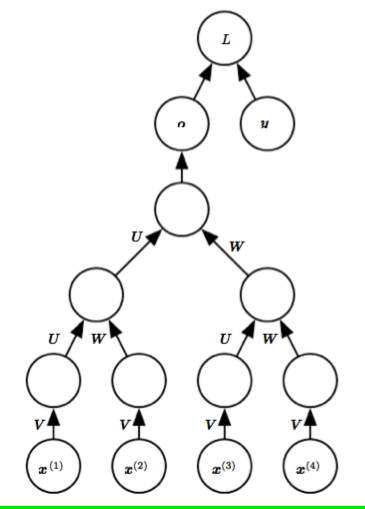 L
o y
U W
U W U W
V V V V
x^(1) x^(2) x^(3) x^(4)